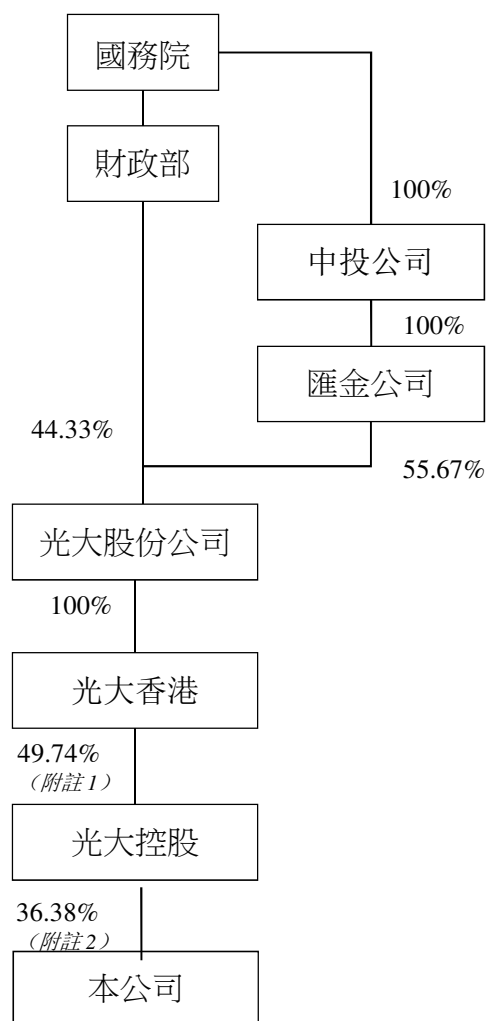 國務院
財政部
100%
中投公司
100%
匯金公司
44.33%
55.67%
光大股份公司
100%
光大香港
49.74%
（附註1）
光大控股
36.38%
（附註2）
本公司